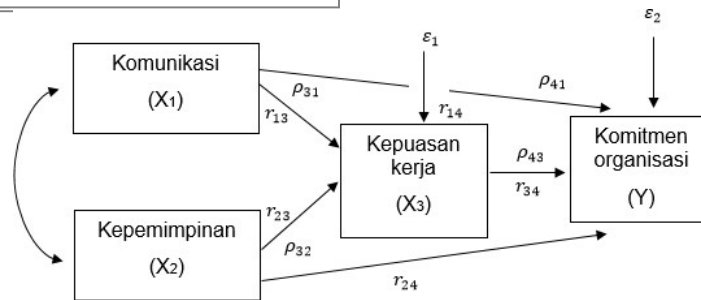 ε₁
ε₂
Komunikasi
(X₁)
ρ₃₁
r₁₃
ρ₄₁
r₁₄
Kepuasan
kerja
(X₃)
ρ₄₃
r₃₄
Komitmen
organisasi
(Y)
Kepemimpinan
(X₂)
r₂₃
ρ₃₂
r₂₄